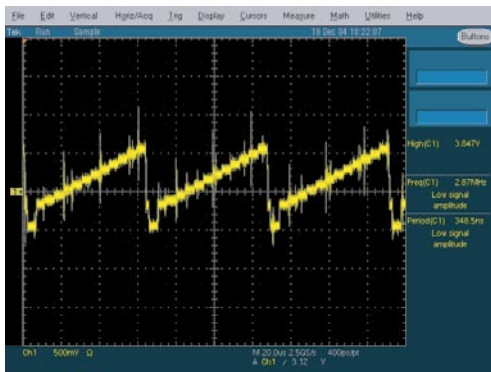 File Edit Vertical Horiz/Acq Trig Display Cursors Measure Math Utilities Help
Tek Run Sample 19 Dec 04 10:22:07
Buttons
High(C1) 3.847V
Freq(C1) 2.87MHz
Low signal
amplitude
Period(C1) 348.5ns
Low signal
amplitude
Ch1 500mV Ω
M 20.0us 2.5GS/s 400ps/pt
A Ch1 / 3.12 V